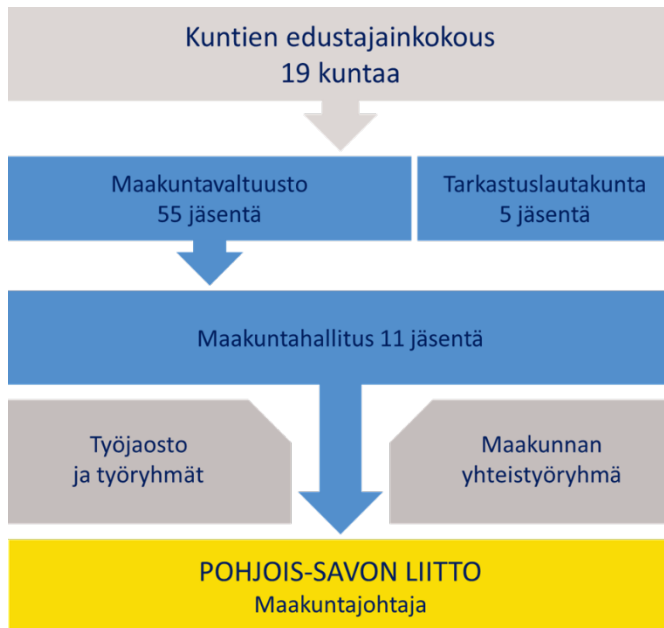 Kuntien edustajainkokous
19 kuntaa
Maakuntavaltuusto
55 jäsentä
Tarkastuslautakunta
5 jäsentä
Maakuntahallitus 11 jäsentä
Työjaosto
ja työryhmät
Maakunnan
yhteistyöryhmä
POHJOIS-SAVON LIITTO
Maakuntajohtaja